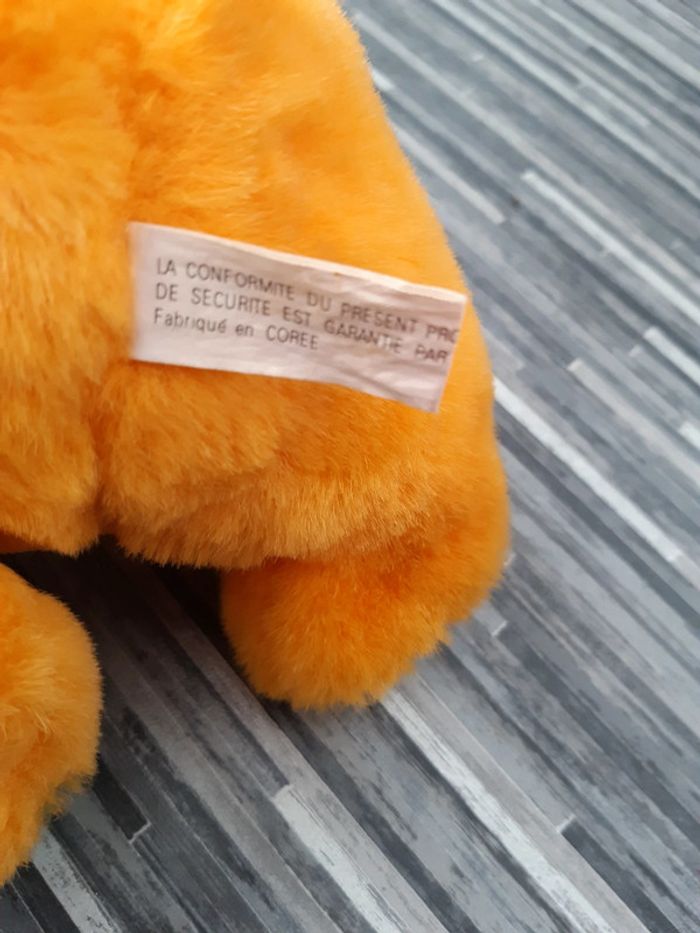 LA CONFORMITE DU PRESENT PRO
DE SECURITE EST GARANTIE PAR
Fabriqué en COREE